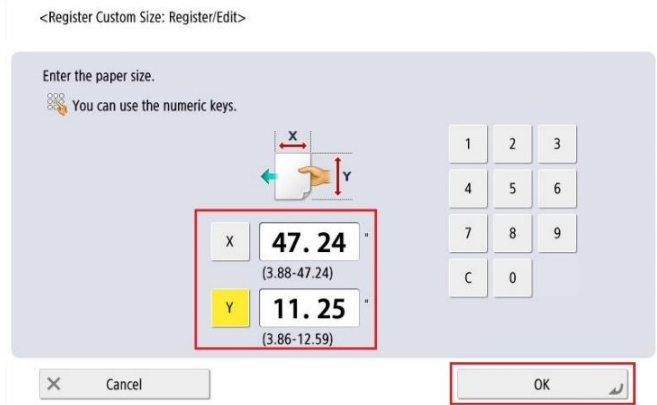 <Register Custom Size: Register/Edit>
Enter the paper size.
You can use the numeric keys.
X
Y
X 47. 24 "
(3.88-47.24)
Y 11. 25 "
(3.86-12.59)
1 2 3
4 5 6
7 8 9
C 0
Cancel
OK